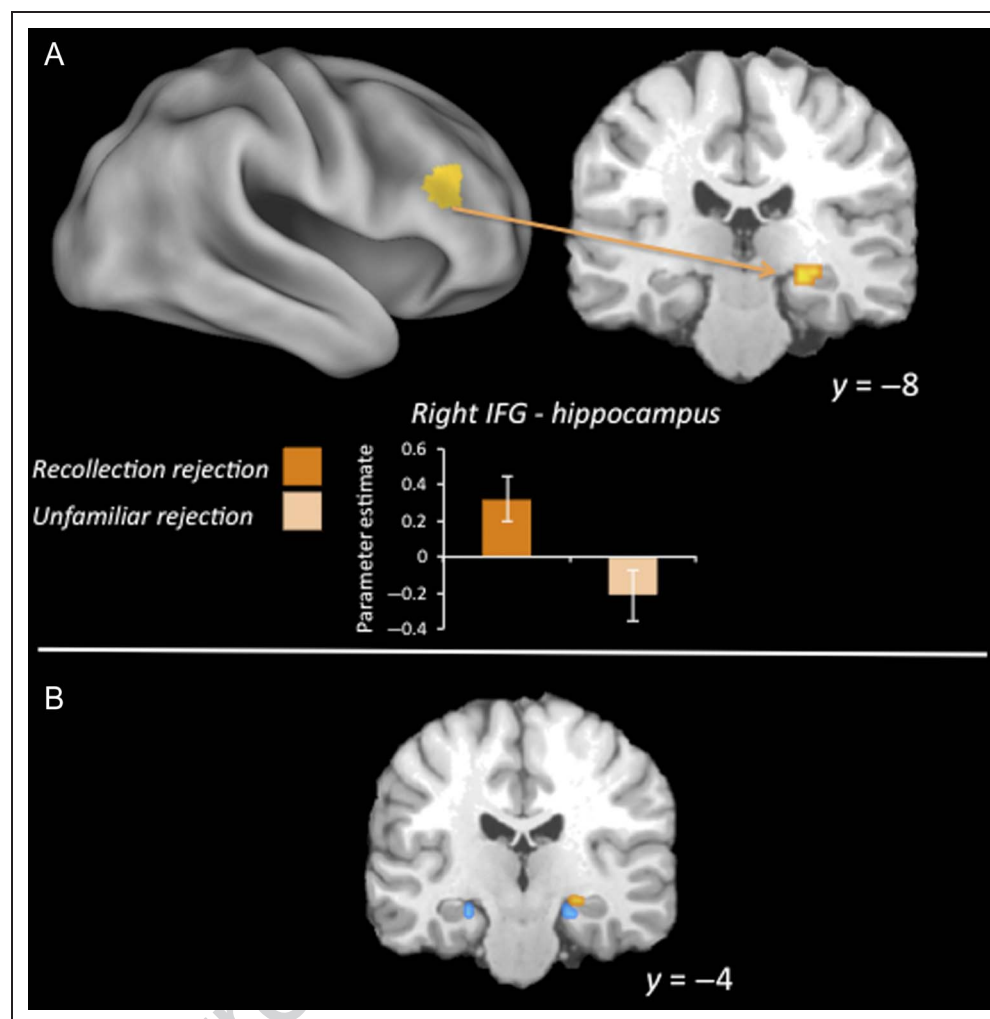 A
y = −8
Right IFG - hippocampus
Recollection rejection
Unfamiliar rejection
Parameter estimate
0.6
0.4
0.2
0
−0.2
−0.4
B
y = −4